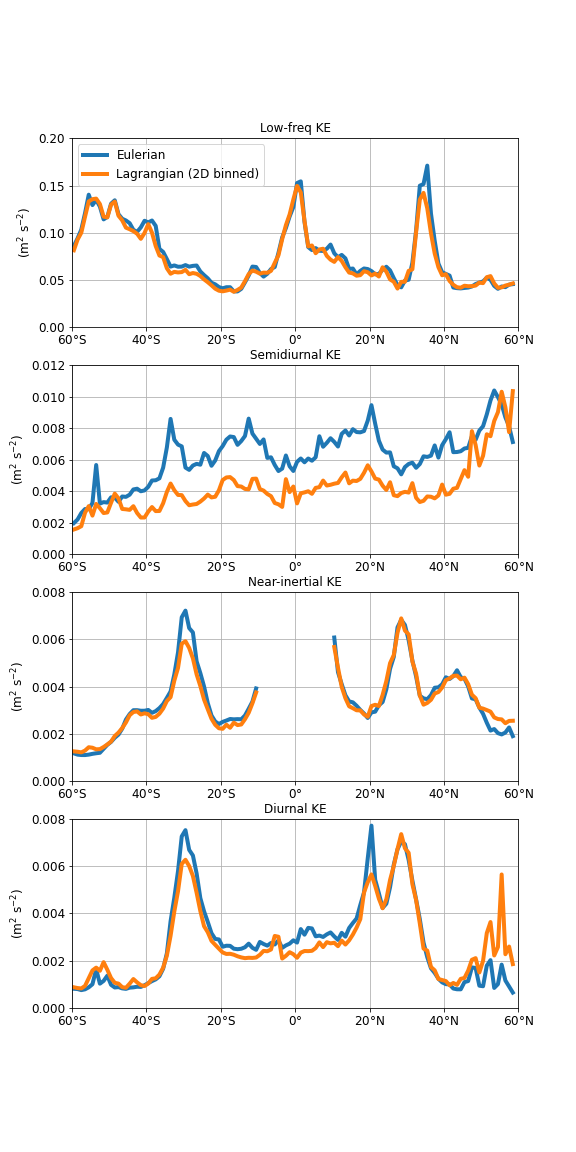 Low-freq KE
0.20
0.15
0.10
0.05
0.00
(m² s⁻²)
Eulerian
Lagrangian (2D binned)
60°S 40°S 20°S 0° 20°N 40°N 60°N
Semidiurnal KE
0.012
0.010
0.008
0.006
0.004
0.002
0.000
(m² s⁻²)
60°S 40°S 20°S 0° 20°N 40°N 60°N
Near-inertial KE
0.008
0.006
0.004
0.002
0.000
(m² s⁻²)
60°S 40°S 20°S 0° 20°N 40°N 60°N
Diurnal KE
0.008
0.006
0.004
0.002
0.000
(m² s⁻²)
60°S 40°S 20°S 0° 20°N 40°N 60°N